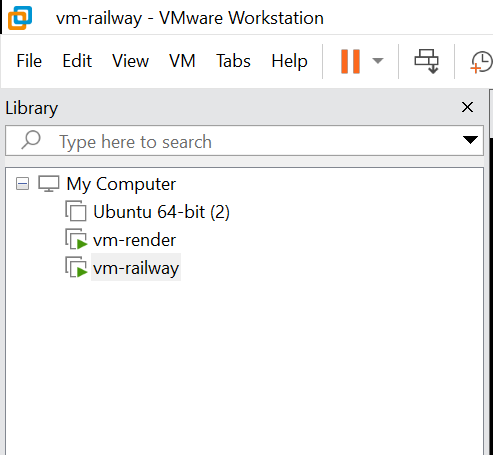 vm-railway - VMware Workstation
File Edit View VM Tabs Help
Library
Type here to search
My Computer
Ubuntu 64-bit (2)
vm-render
vm-railway